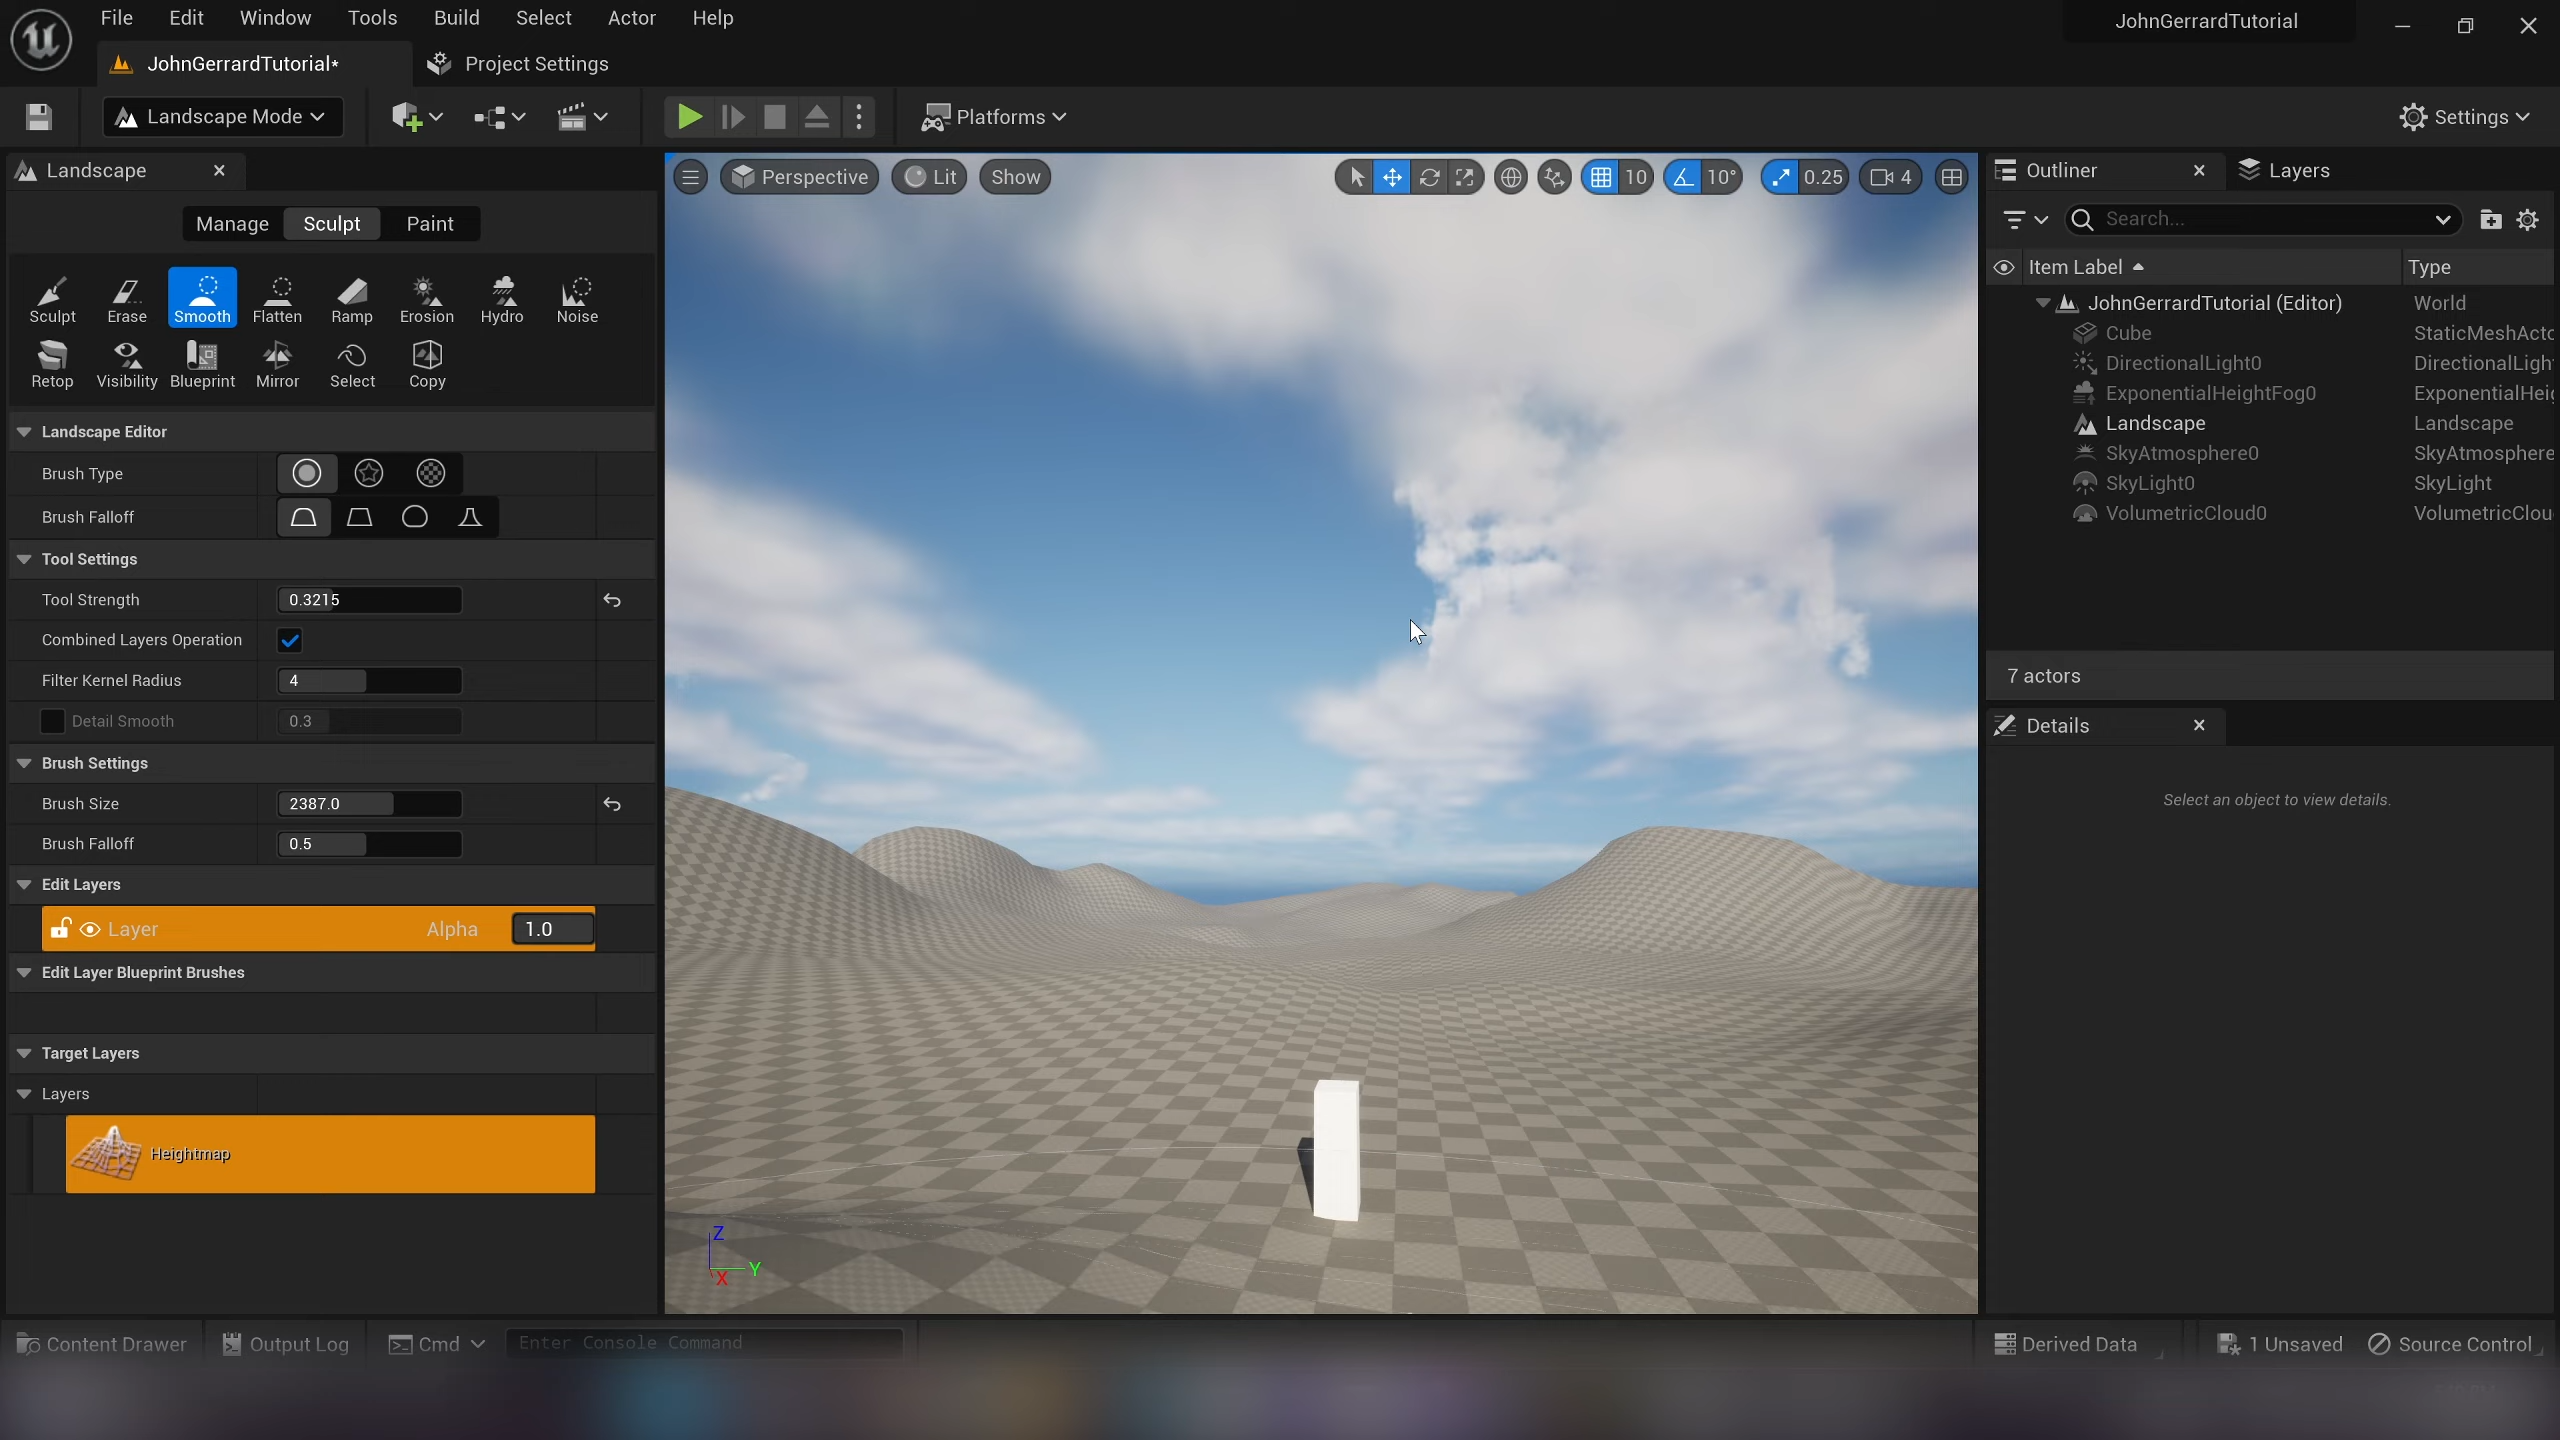 File Edit Window Tools Build Select Actor Help
JohnGerrardTutorial
JohnGerrardTutorial* Project Settings
Landscape Mode Platforms Settings
Landscape
Manage Sculpt Paint
Sculpt Erase Smooth Flatten Ramp Erosion Hydro Noise
Retop Visibility Blueprint Mirror Select Copy
Landscape Editor
Brush Type
Brush Falloff
Tool Settings
Tool Strength 0.3215
Combined Layers Operation
Filter Kernel Radius 4
Detail Smooth 0.3
Brush Settings
Brush Size 2387.0
Brush Falloff 0.5
Edit Layers
Layer Alpha 1.0
Edit Layer Blueprint Brushes
Target Layers
Layers
Heightmap
Perspective Lit Show 10 10° 0.25 4
Z
Y
X
Outliner Layers
Search...
Item Label Type
JohnGerrardTutorial (Editor) World
Cube StaticMeshActo
DirectionalLight0 DirectionalLigh
ExponentialHeightFog0 ExponentialHei
Landscape Landscape
SkyAtmosphere0 SkyAtmosphere
SkyLight0 SkyLight
VolumetricCloud0 VolumetricClou
7 actors
Details
Select an object to view details.
Content Drawer Output Log Cmd Enter Console Command Derived Data 1 Unsaved Source Control